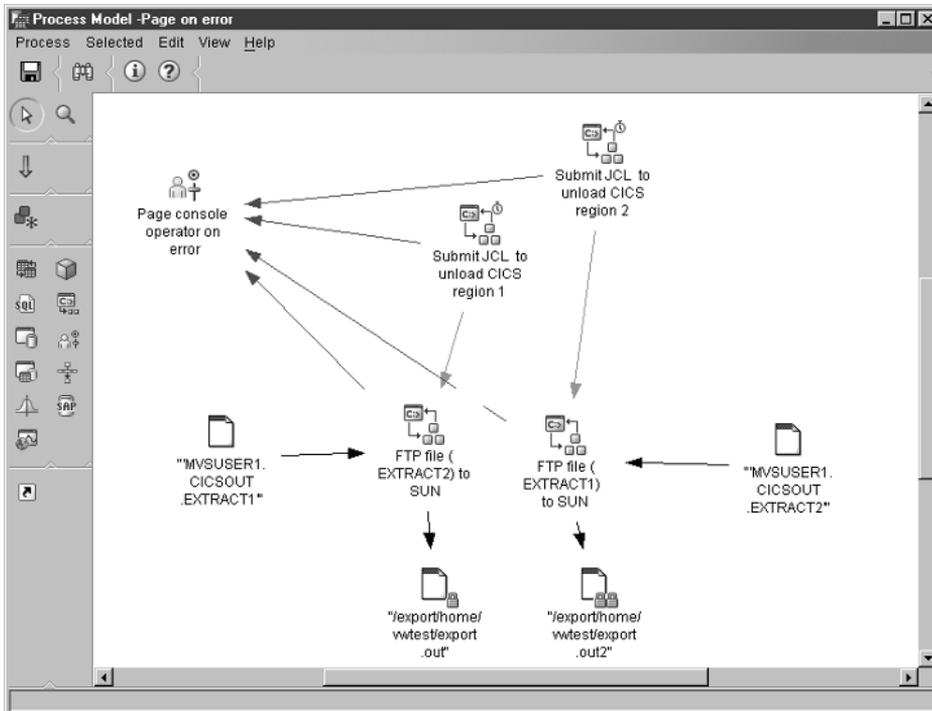 Process Model -Page on error
Process Selected Edit View Help
Submit JCL to
unload CICS
region 2
Page console
operator on
error
Submit JCL to
unload CICS
region 1
SQL
SAP
"'MVSUSER1.
CICSOUT
.EXTRACT1'"
FTP file (
EXTRACT2) to
SUN
FTP file (
EXTRACT1)
to SUN
"'MVSUSER1.
CICSOUT
.EXTRACT2'"
"/export/home/
vwtest/export
.out"
"/export/home/
vwtest/export
.out2"